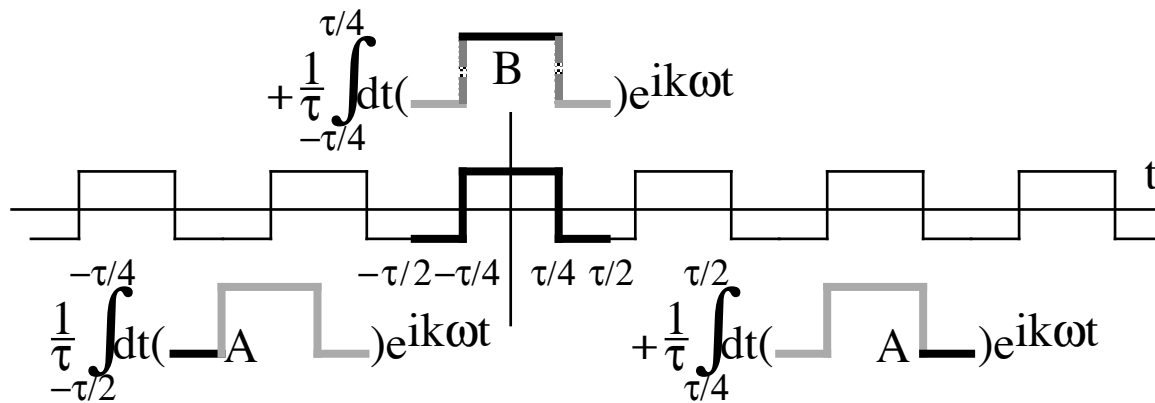 + 1/τ ∫_{−τ/4}^{τ/4} dt( B )e^{ikωt}
t
−τ/2 −τ/4 τ/4 τ/2
1/τ ∫_{−τ/2}^{−τ/4} dt( A )e^{ikωt} + 1/τ ∫_{τ/4}^{τ/2} dt( A )e^{ikωt}